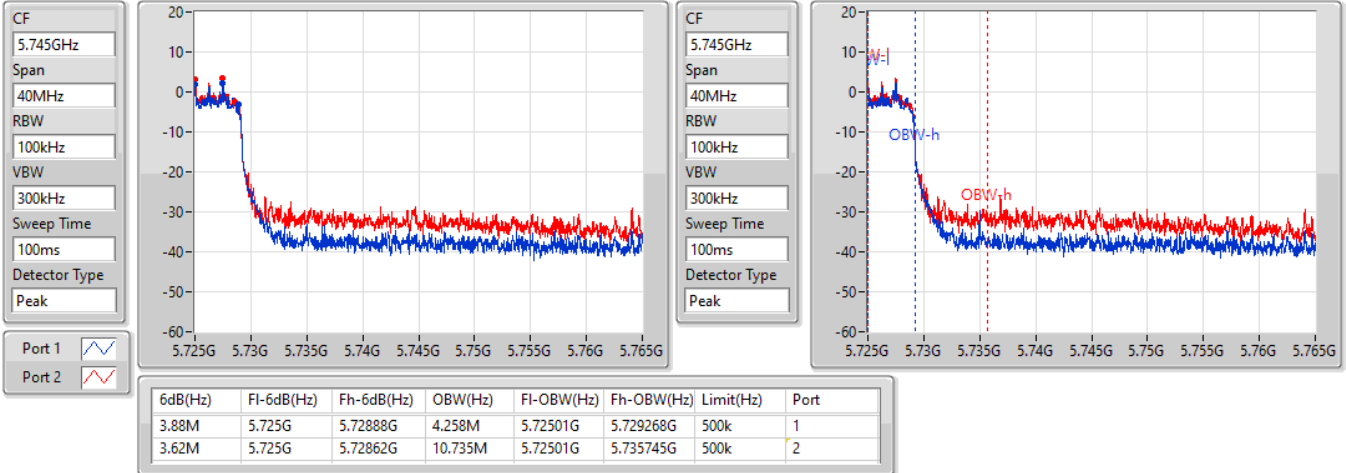 CF
5.745GHz
Span
40MHz
RBW
100kHz
VBW
300kHz
Sweep Time
100ms
Detector Type
Peak
Port 1
Port 2
20
10
0
-10
-20
-30
-40
-50
-60
5.725G 5.73G 5.735G 5.74G 5.745G 5.75G 5.755G 5.76G 5.765G
CF
5.745GHz
Span
40MHz
RBW
100kHz
VBW
300kHz
Sweep Time
100ms
Detector Type
Peak
20
10
0
-10
-20
-30
-40
-50
-60
W-l
OBW-h
OBW-h
5.725G 5.73G 5.735G 5.74G 5.745G 5.75G 5.755G 5.76G 5.765G
6dB(Hz) Fl-6dB(Hz) Fh-6dB(Hz) OBW(Hz) Fl-OBW(Hz) Fh-OBW(Hz) Limit(Hz) Port
3.88M 5.725G 5.72888G 4.258M 5.72501G 5.729268G 500k 1
3.62M 5.725G 5.72862G 10.735M 5.72501G 5.735745G 500k 2